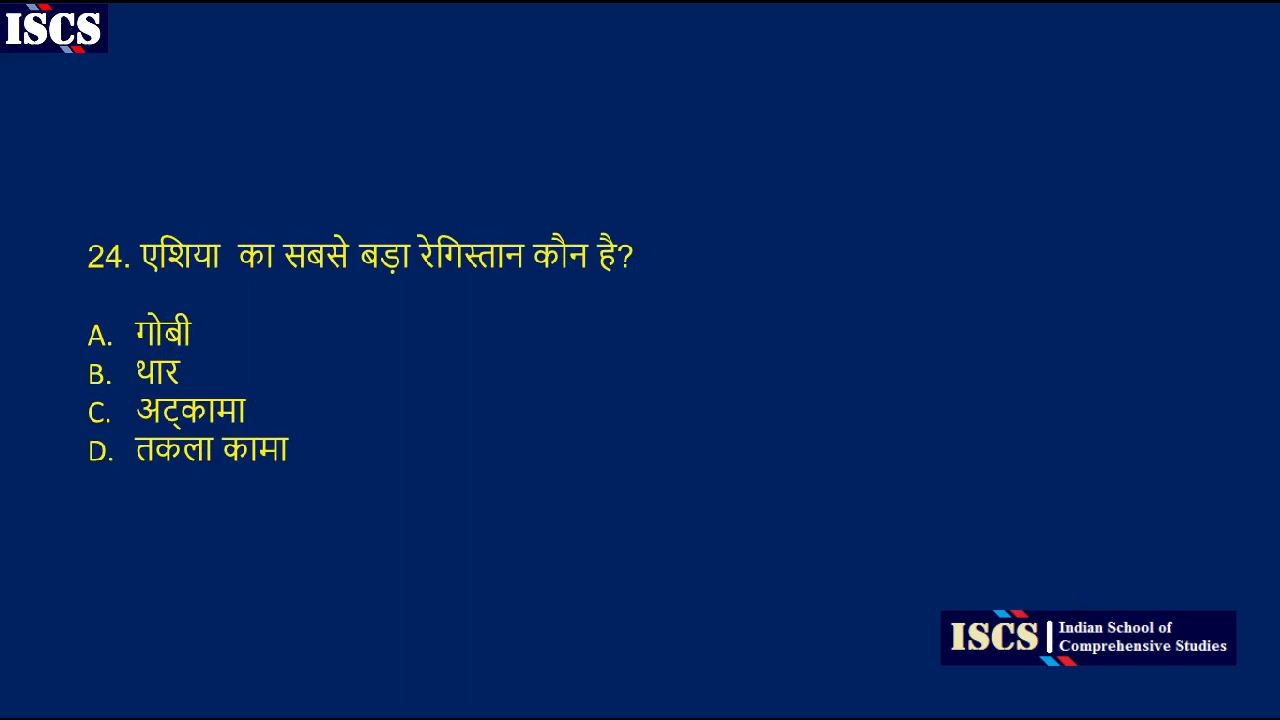 ISCS
24. एशिया का सबसे बड़ा रेगिस्तान कौन है?
A. गोबी
B. थार
C. अट्कामा
D. तकला कामा
ISCS
Indian School of
Comprehensive Studies